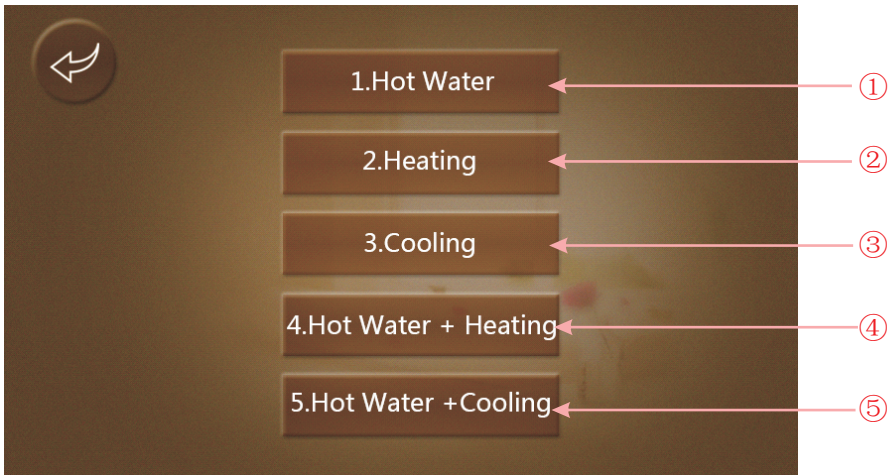 1.Hot Water
①
2.Heating
②
3.Cooling
③
4.Hot Water + Heating
④
5.Hot Water +Cooling
⑤